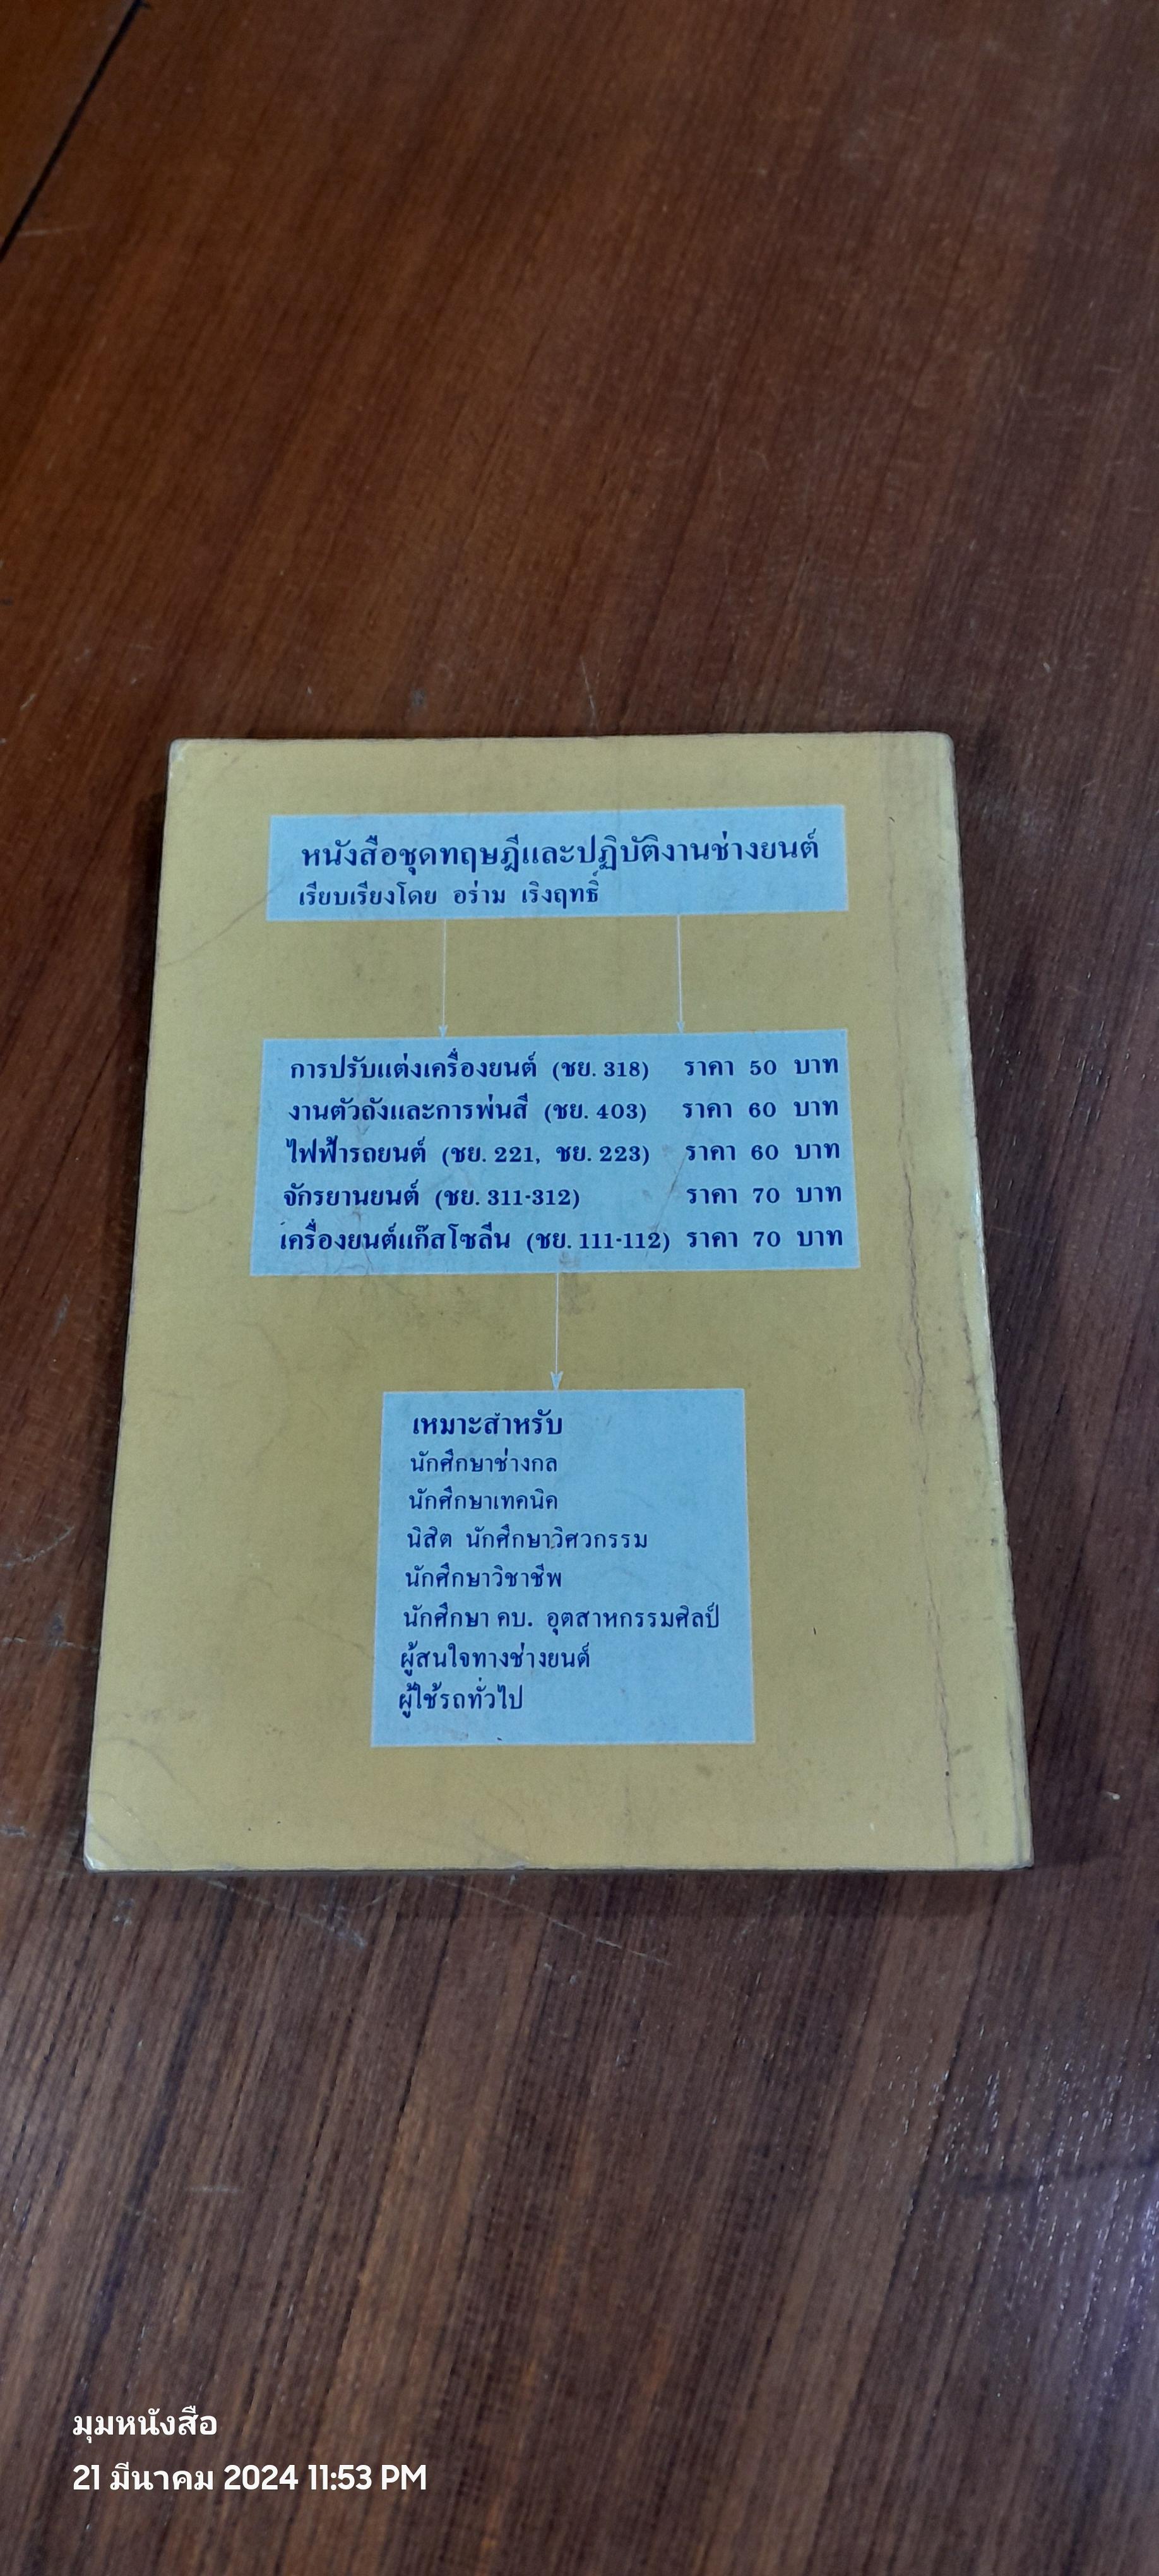 หนังสือชุดทฤษฎีและปฏิบัติงานช่างยนต์
เรียบเรียงโดย อร่าม เริงฤทธิ์
การปรับแต่งเครื่องยนต์ (ชย. 318) ราคา 50 บาท
งานตัวถังและการพ่นสี (ชย. 403) ราคา 60 บาท
ไฟฟ้ารถยนต์ (ชย. 221, ชย. 223) ราคา 60 บาท
จักรยานยนต์ (ชย. 311-312) ราคา 70 บาท
เครื่องยนต์แก๊สโซลีน (ชย. 111-112) ราคา 70 บาท
เหมาะสำหรับ
นักศึกษาช่างกล
นักศึกษาเทคนิค
นิสิต นักศึกษาวิศวกรรม
นักศึกษาวิชาชีพ
นักศึกษา คบ. อุตสาหกรรมศิลป์
ผู้สนใจทางช่างยนต์
ผู้ใช้รถทั่วไป
มุมหนังสือ
21 มีนาคม 2024 11:53 PM